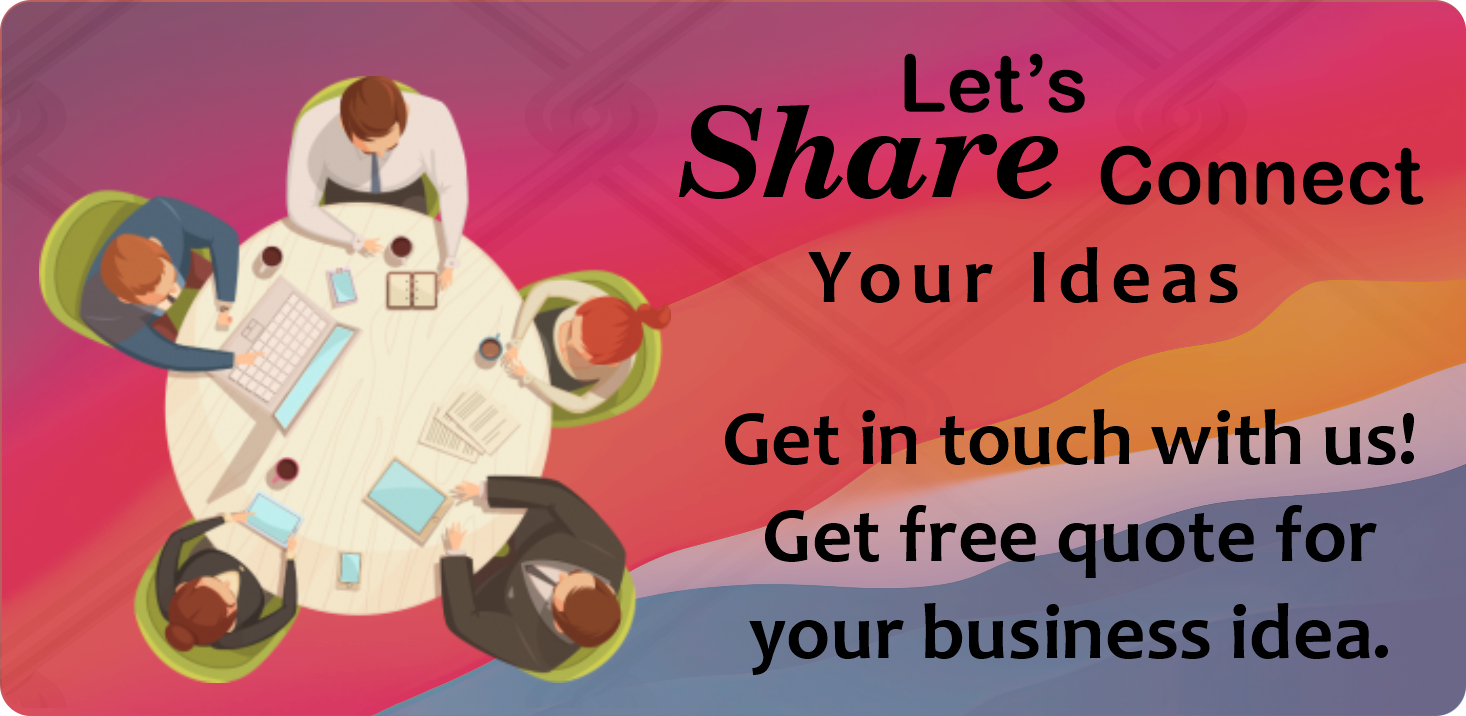 Let’s
Share Connect
Your Ideas
Get in touch with us!
Get free quote for
your business idea.